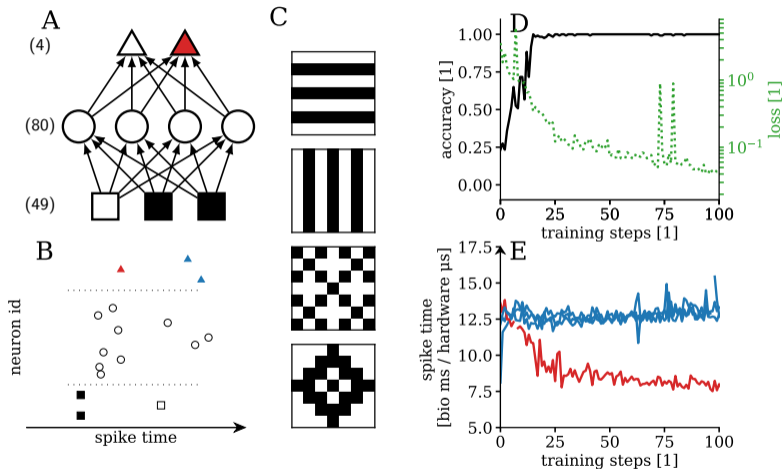 A
(4)
(80)
(49)
B
neuron id
spike time
C
D
accuracy [1]
1.00
0.75
0.50
0.25
0.00
10⁰
10⁻¹
loss [1]
0
25
50
75
100
training steps [1]
E
spike time
[bio ms / hardware µs]
17.5
15.0
12.5
10.0
7.5
5.0
0
25
50
75
100
training steps [1]